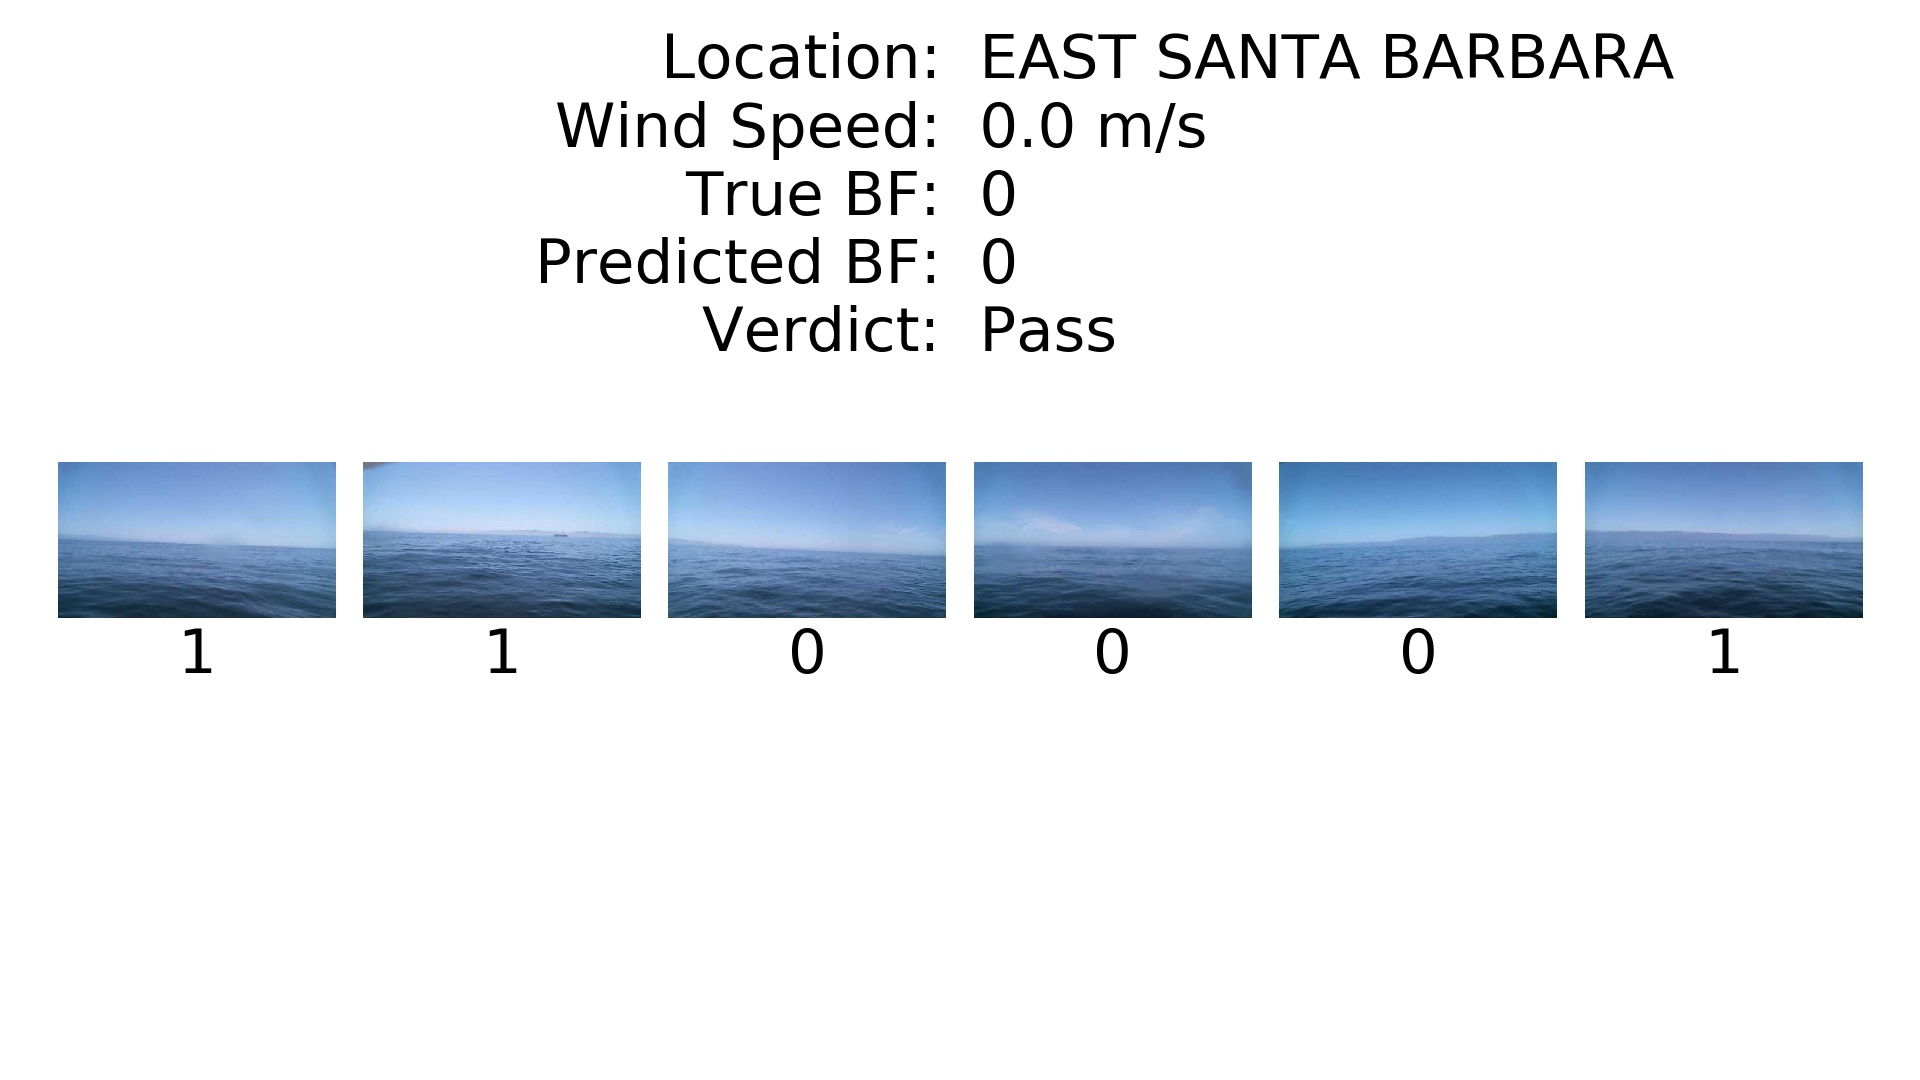 Location: EAST SANTA BARBARA
Wind Speed: 0.0 m/s
True BF: 0
Predicted BF: 0
Verdict: Pass
1 1 0 0 0 1